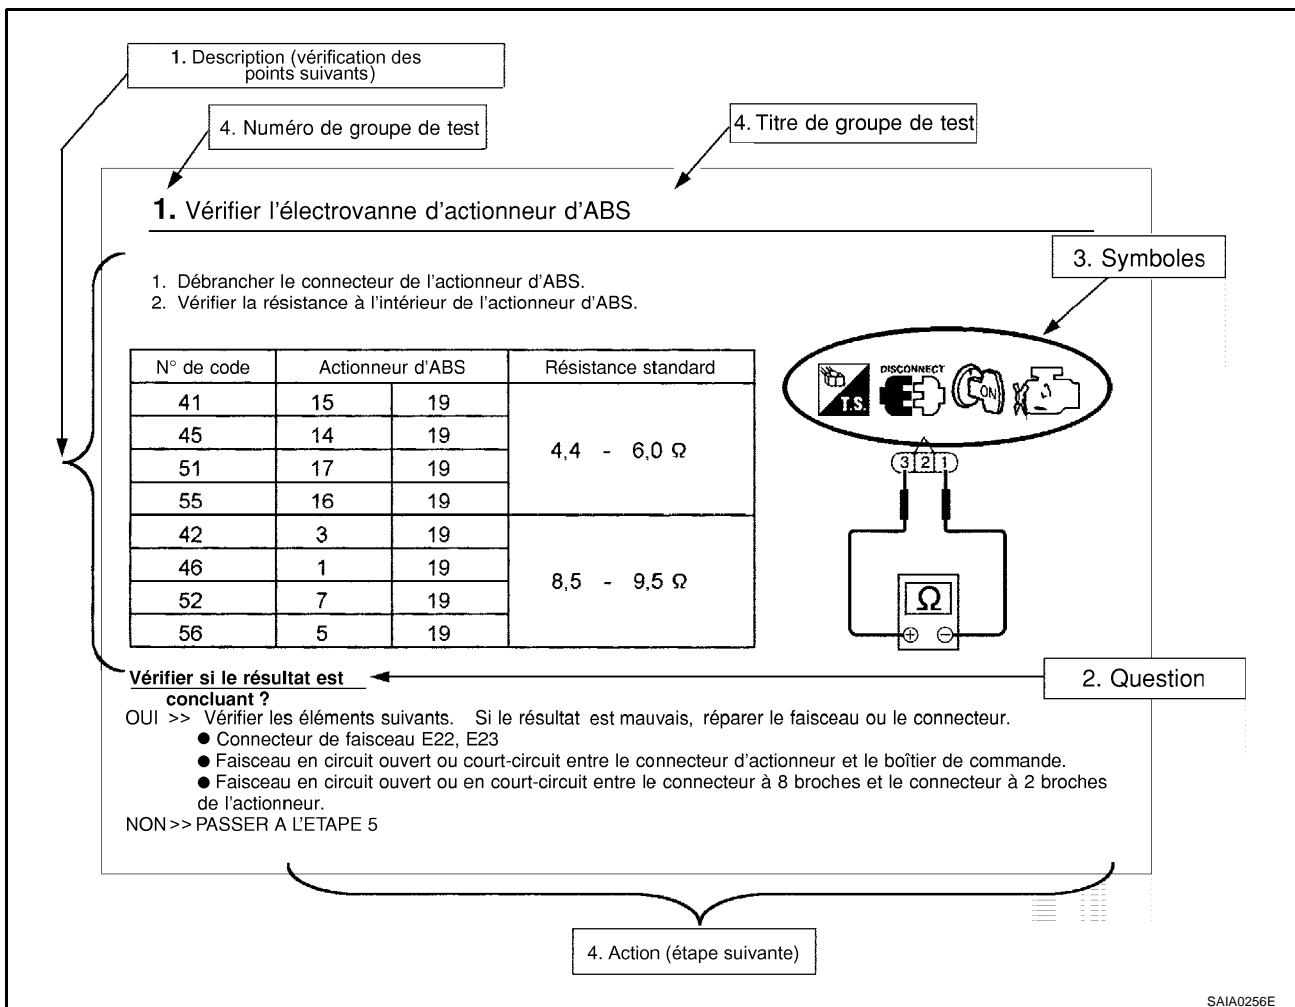 1. Description (vérification des
points suivants)
4. Numéro de groupe de test
4. Titre de groupe de test
1. Vérifier l'électrovanne d'actionneur d'ABS
3. Symboles
1. Débrancher le connecteur de l'actionneur d'ABS.
2. Vérifier la résistance à l'intérieur de l'actionneur d'ABS.
N° de code Actionneur d'ABS Résistance standard
41 15 19
45 14 19
4,4 - 6,0 Ω
51 17 19
55 16 19
42 3 19
46 1 19
8,5 - 9,5 Ω
52 7 19
56 5 19
T.S.
DISCONNECT
ON
3 2 1
Ω
+ −
Vérifier si le résultat est
concluant ?
2. Question
OUI >> Vérifier les éléments suivants. Si le résultat est mauvais, réparer le faisceau ou le connecteur.
● Connecteur de faisceau E22, E23
● Faisceau en circuit ouvert ou court-circuit entre le connecteur d'actionneur et le boîtier de commande.
● Faisceau en circuit ouvert ou en court-circuit entre le connecteur à 8 broches et le connecteur à 2 broches
de l'actionneur.
NON >> PASSER A L'ETAPE 5
4. Action (étape suivante)
SAIA0256E